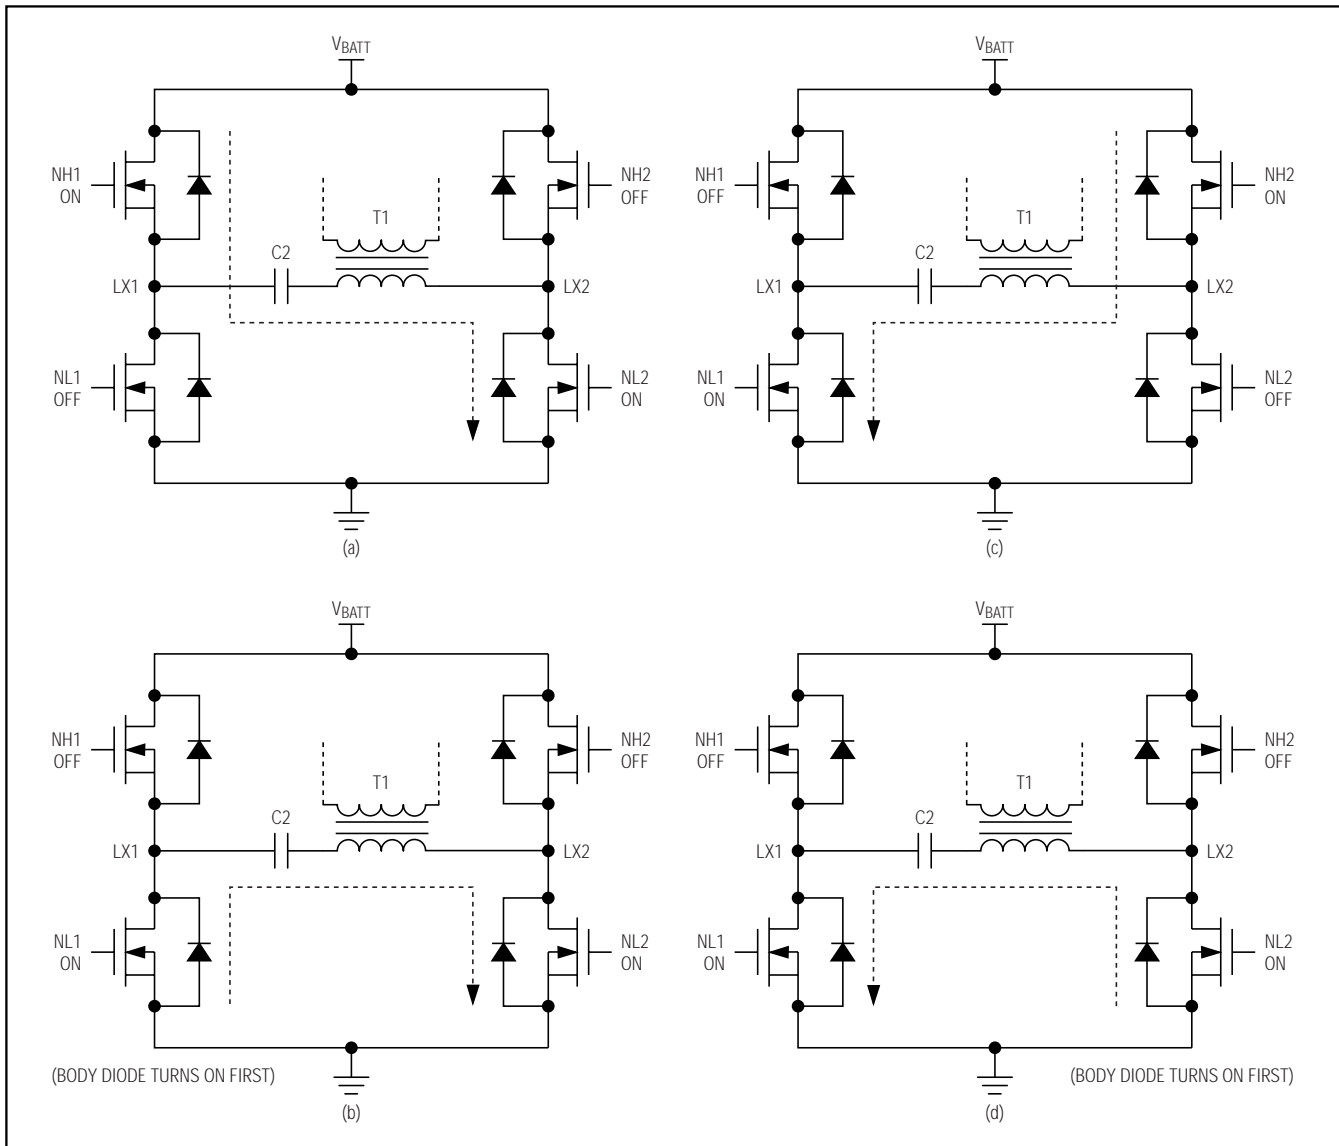 VBATT
NH1
ON
NH2
OFF
T1
C2
LX1
LX2
NL1
OFF
NL2
ON
(a)
VBATT
NH1
OFF
NH2
ON
T1
C2
LX1
LX2
NL1
ON
NL2
OFF
(c)
VBATT
NH1
OFF
NH2
OFF
T1
C2
LX1
LX2
NL1
ON
NL2
ON
(BODY DIODE TURNS ON FIRST)
(b)
VBATT
NH1
OFF
NH2
OFF
T1
C2
LX1
LX2
NL1
ON
NL2
ON
(BODY DIODE TURNS ON FIRST)
(d)